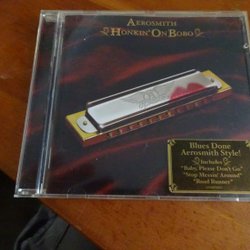 AEROSMITH
HONKIN' ON BOBO
Blues Done
Aerosmith Style!
Includes
"Baby, Please Don't Go"
"Stop Messin' Around"
"Road Runner"